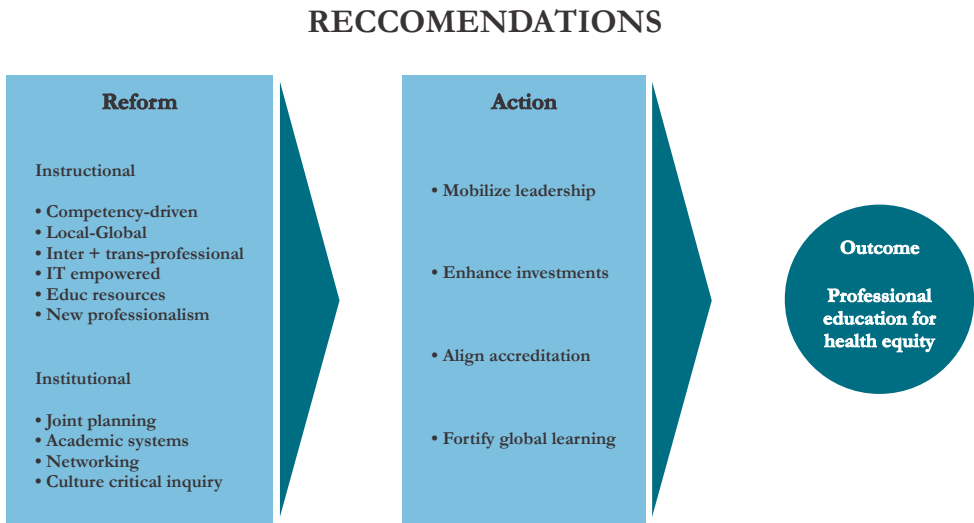 RECCOMENDATIONS
Reform
Instructional
• Competency-driven
• Local-Global
• Inter + trans-professional
• IT empowered
• Educ resources
• New professionalism
Institutional
• Joint planning
• Academic systems
• Networking
• Culture critical inquiry
Action
• Mobilize leadership
• Enhance investments
• Align accreditation
• Fortify global learning
Outcome
Professional
education for
health equity